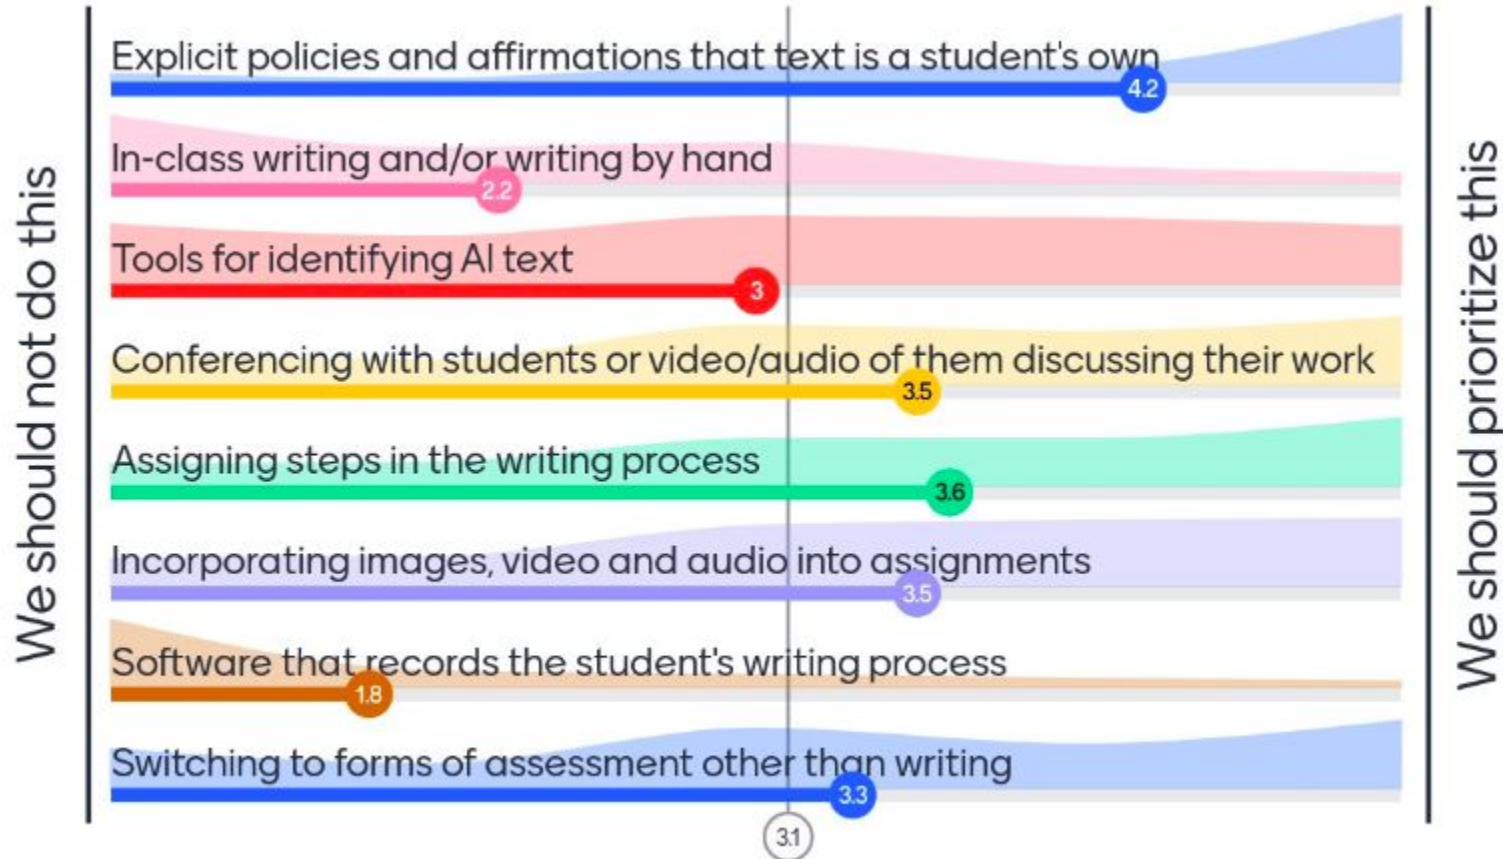 We should not do this
Explicit policies and affirmations that text is a student's own
4.2
In-class writing and/or writing by hand
2.2
Tools for identifying AI text
3
Conferencing with students or video/audio of them discussing their work
3.5
Assigning steps in the writing process
3.6
Incorporating images, video and audio into assignments
3.5
Software that records the student's writing process
1.8
Switching to forms of assessment other than writing
3.3
3.1
We should prioritize this